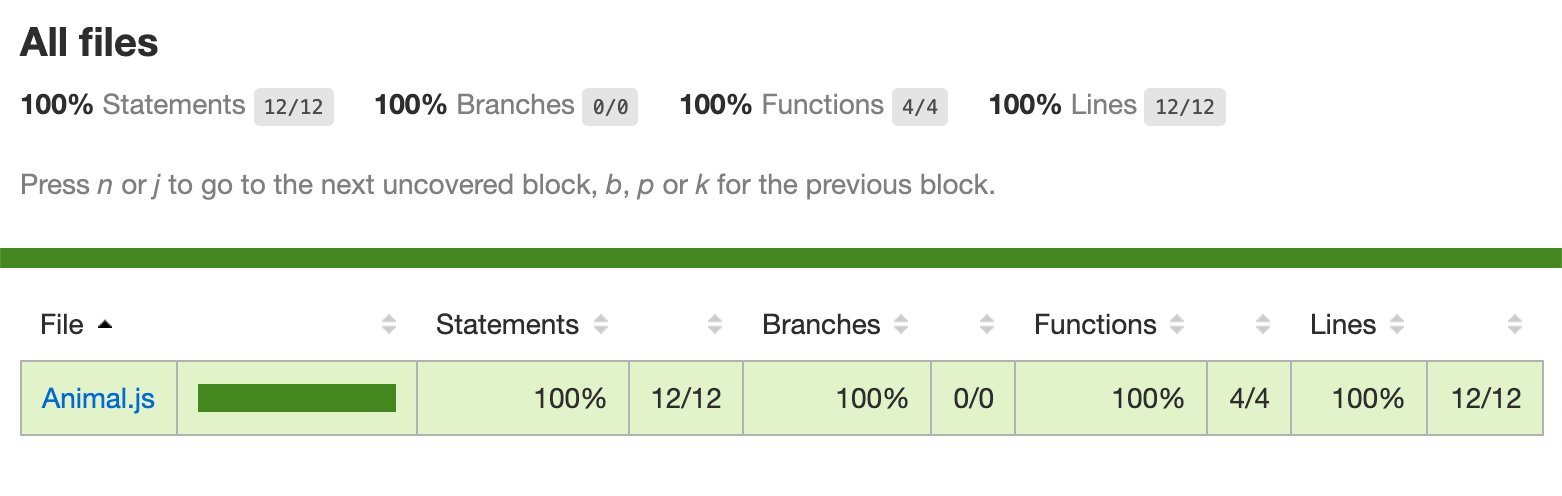 All files
100% Statements 12/12 100% Branches 0/0 100% Functions 4/4 100% Lines 12/12
Press n or j to go to the next uncovered block, b, p or k for the previous block.
File Statements Branches Functions Lines
Animal.js 100% 12/12 100% 0/0 100% 4/4 100% 12/12